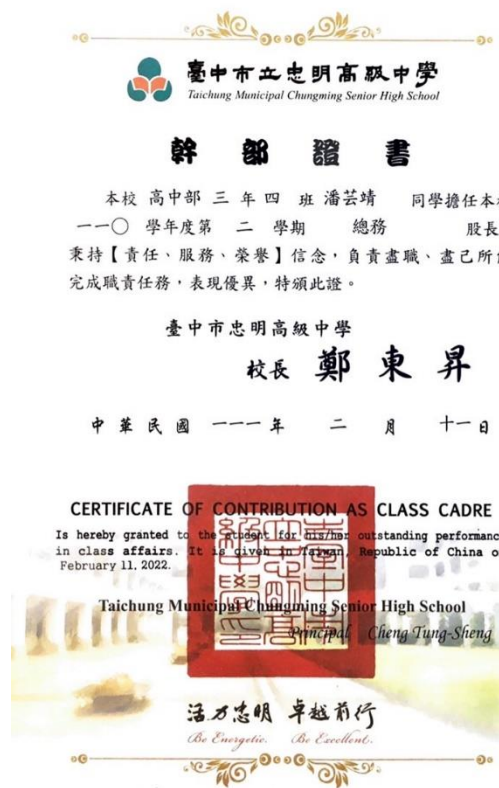 臺中市立忠明高級中學
Taichung Municipal Chungming Senior High School
幹部證書
本校 高中部 三 年 四 班 潘芸靖 同學擔任本校
一一〇 學年度第 二 學期 總務 股長
秉持【責任、服務、榮譽】信念，負責盡職、盡己所能
完成職責任務，表現優異，特頒此證。
臺中市忠明高級中學
校長 鄭東昇
中華民國 一一一 年 二 月 十一 日
CERTIFICATE OF CONTRIBUTION AS CLASS CADRE
Is hereby granted to the student for his/her outstanding performanc
in class affairs. It is given in Taiwan, Republic of China o
February 11, 2022.
Taichung Municipal Chungming Senior High School
Principal Cheng Tung-Sheng
活力忠明 卓越前行
Be Energetic. Be Excellent.